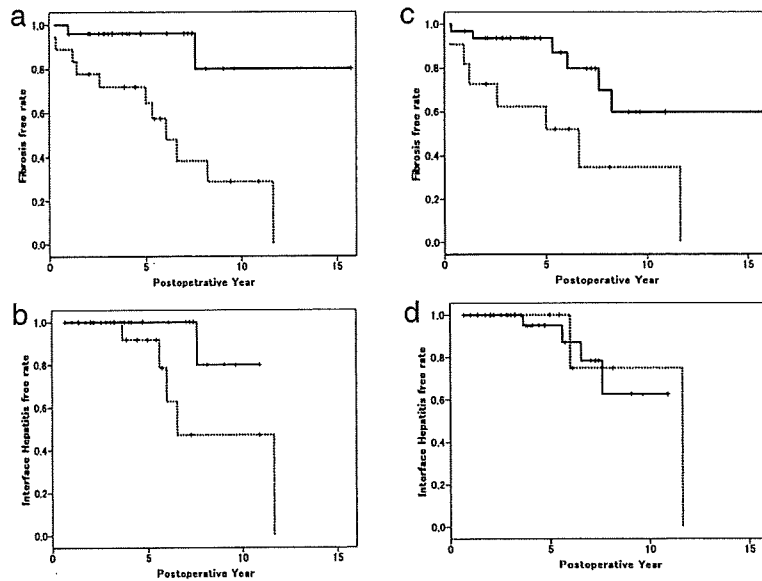 a
Fibrosis free rate
1.0
0.8
0.6
0.4
0.2
0.0
0 5 10 15
Postopetrative Year
c
Fibrosis free rate
1.0
0.8
0.6
0.4
0.2
0.0
0 5 10 15
Postoperative Year
b
Interface Hepatitis free rate
1.0
0.8
0.6
0.4
0.2
0.0
0 5 10 15
Postoperative Year
d
Interface Hepatitis free rate
1.0
0.8
0.6
0.4
0.2
0.0
0 5 10 15
Postoperative Year